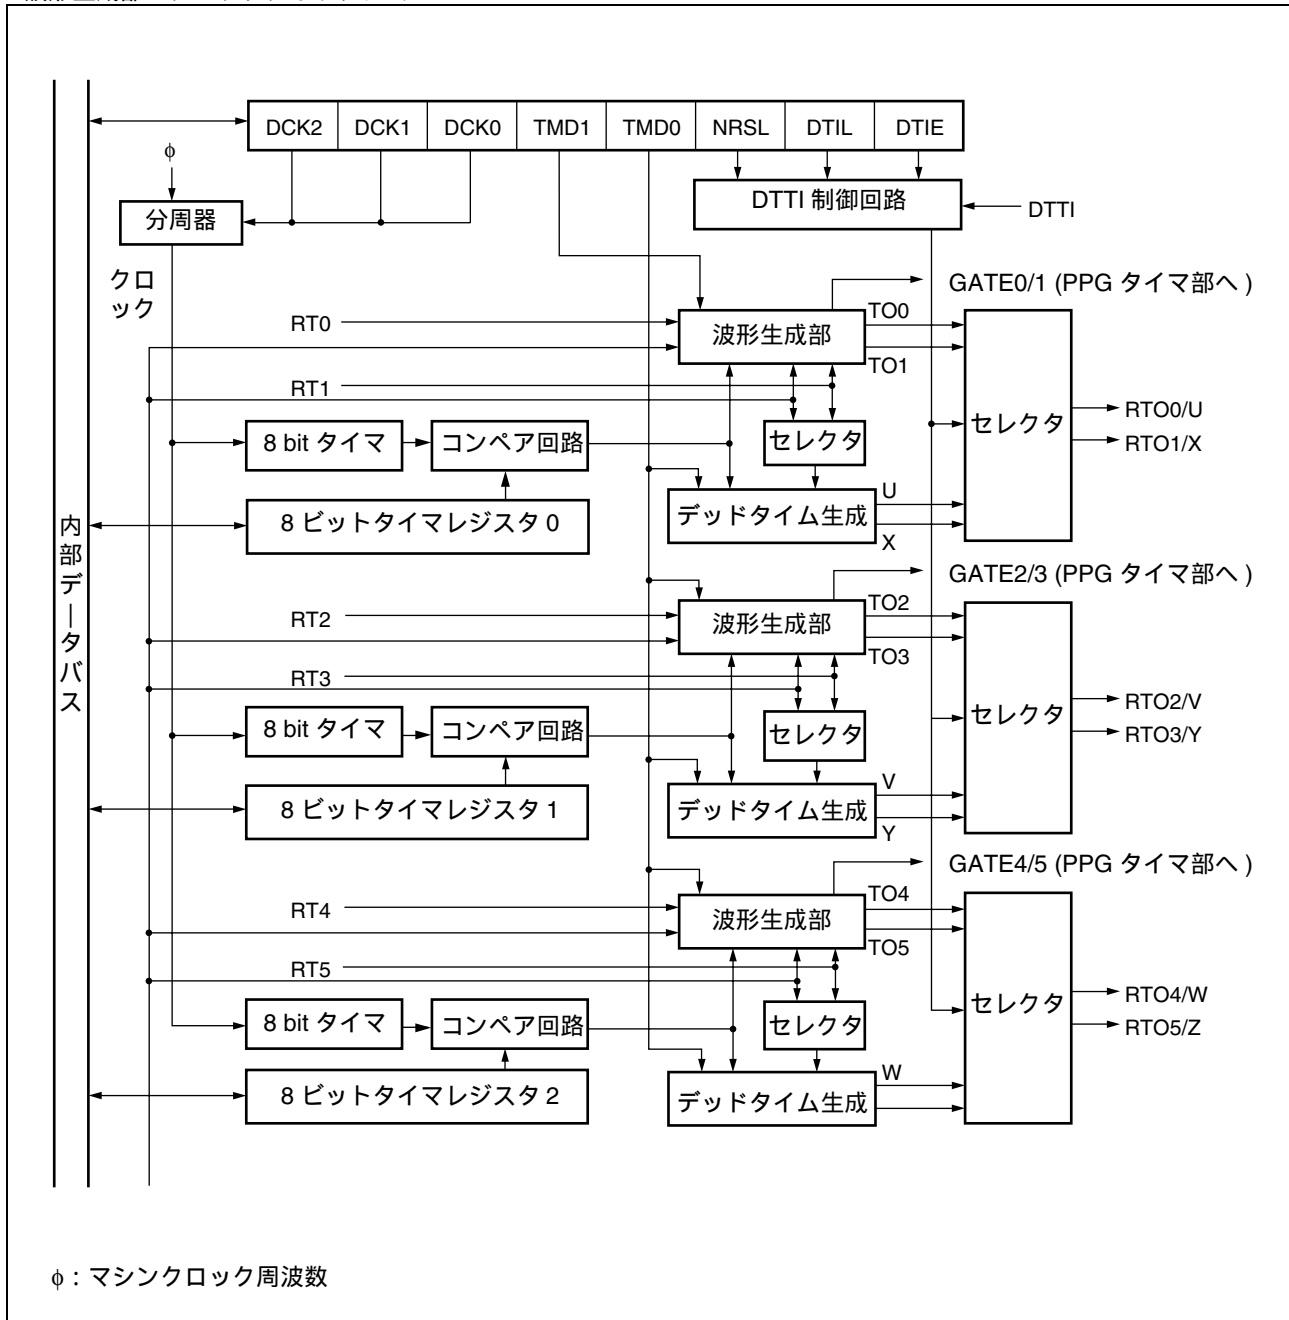 DCK2 DCK1 DCK0 TMD1 TMD0 NRSL DTIL DTIE
φ
DTTI 制御回路
DTTI
分周器
クロ
ック
GATE0/1 (PPG タイマ部へ )
RT0
波形生成部
TO0
TO1
RT1
8 bit タイマ
コンペア回路
セレクタ
セレクタ
RTO0/U
RTO1/X
8 ビットタイマレジスタ 0
デッドタイム生成
U
X
内部データバス
GATE2/3 (PPG タイマ部へ )
RT2
波形生成部
TO2
TO3
RT3
8 bit タイマ
コンペア回路
セレクタ
セレクタ
RTO2/V
RTO3/Y
8 ビットタイマレジスタ 1
デッドタイム生成
V
Y
GATE4/5 (PPG タイマ部へ )
RT4
波形生成部
TO4
TO5
RT5
8 bit タイマ
コンペア回路
セレクタ
セレクタ
RTO4/W
RTO5/Z
8 ビットタイマレジスタ 2
デッドタイム生成
W
φ : マシンクロック周波数